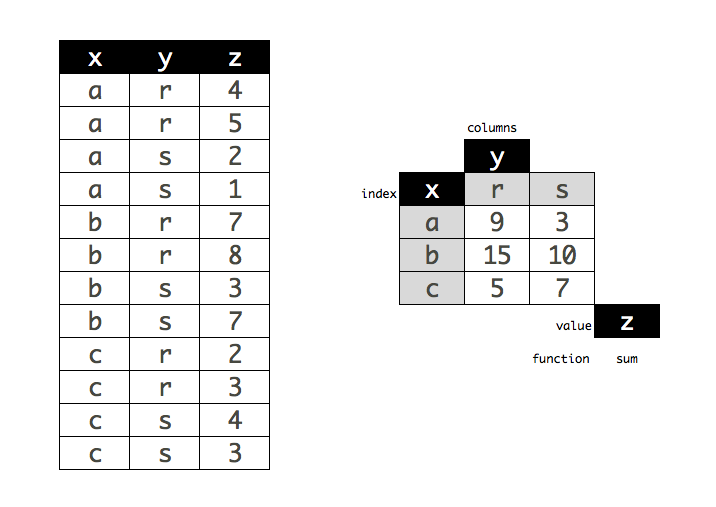 x y z
a r 4
a r 5
a s 2
a s 1
b r 7
b r 8
b s 3
b s 7
c r 2
c r 3
c s 4
c s 3
columns
y
index x r s
a 9 3
b 15 10
c 5 7
value z
function sum